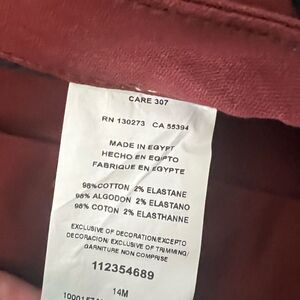 CARE 307
RN 130273 CA 55394
MADE IN EGYPT
HECHO EN EGIPTO
FABRIQUE EN EGYPTE
98% COTTON 2% ELASTANE
98% ALGODON 2% ELASTANO
98% COTON 2% ELASTHANNE
EXCLUSIVE OF DECORATION/EXCEPTO
DECORACION/ EXCLUSIVE OF TRIMMING/
GARNITURE NON COMPRISE
112354689
14M